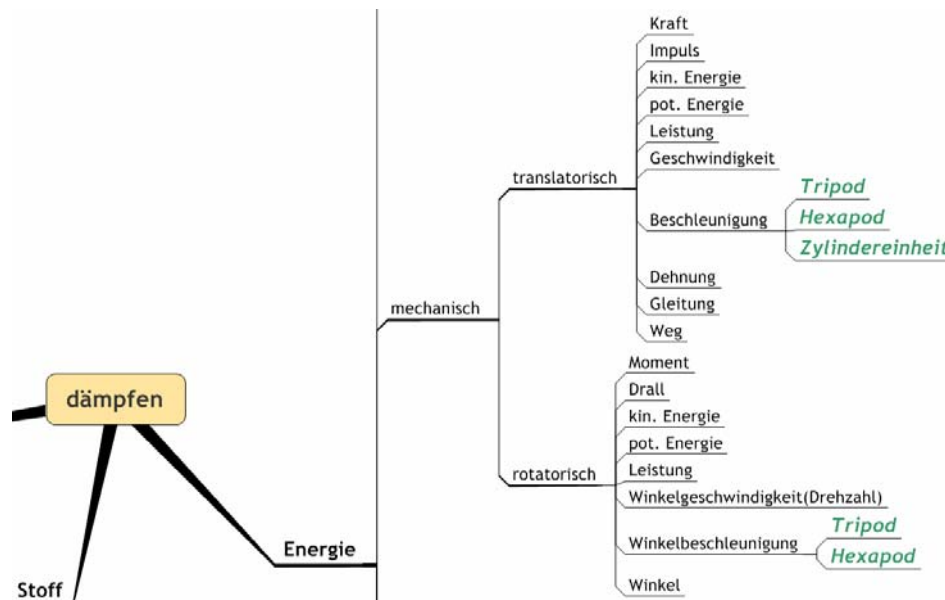 Kraft
Impuls
kin. Energie
pot. Energie
Leistung
Geschwindigkeit
translatorisch
Tripod
Hexapod
Zylindereinheit
Beschleunigung
Dehnung
Gleitung
Weg
mechanisch
Moment
Drall
kin. Energie
pot. Energie
Leistung
rotatorisch
Winkelgeschwindigkeit(Drehzahl)
Tripod
Hexapod
Winkelbeschleunigung
Winkel
dämpfen
Energie
Stoff